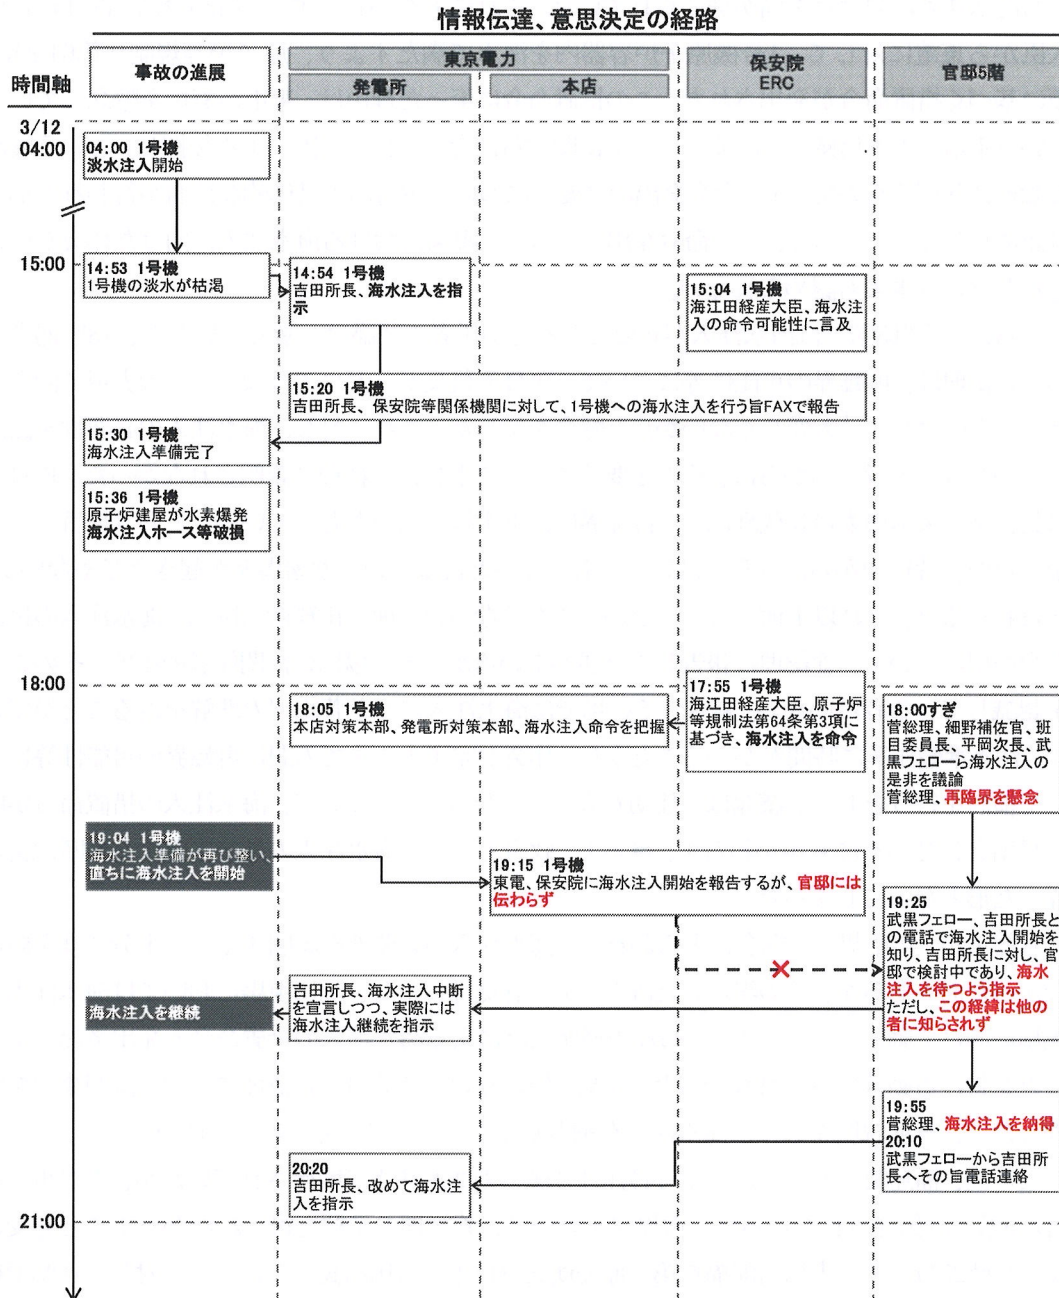 情報伝達、意思決定の経路
時間軸
事故の進展
東京電力
発電所
本店
保安院
ERC
官邸5階
3/12
04:00
04:00 1号機
淡水注入開始
15:00
14:53 1号機
1号機の淡水が枯渇
14:54 1号機
吉田所長、海水注入を指
示
15:04 1号機
海江田経産大臣、海水注
入の命令可能性に言及
15:20 1号機
吉田所長、保安院等関係機関に対して、1号機への海水注入を行う旨FAXで報告
15:30 1号機
海水注入準備完了
15:36 1号機
原子炉建屋が水素爆発
海水注入ホース等破損
18:00
17:55 1号機
海江田経産大臣、原子炉
等規制法第64条第3項に
基づき、海水注入を命令
18:05 1号機
本店対策本部、発電所対策本部、海水注入命令を把握
18:00すぎ
菅総理、細野補佐官、班
目委員長、平岡次長、武
黒フェローら海水注入の
是非を議論
菅総理、再臨界を懸念
19:04 1号機
海水注入準備が再び整い、
直ちに海水注入を開始
19:15 1号機
東電、保安院に海水注入開始を報告するが、官邸には
伝わらず
19:25
武黒フェロー、吉田所長と
の電話で海水注入開始を
知り、吉田所長に対し、官
邸で検討中であり、海水
注入を待つよう指示
ただし、この経緯は他の
者に知らされず
吉田所長、海水注入中断
を宣言しつつ、実際には
海水注入継続を指示
海水注入を継続
19:55
菅総理、海水注入を納得
20:10
武黒フェローから吉田所
長へその旨電話連絡
20:20
吉田所長、改めて海水注
入を指示
21:00